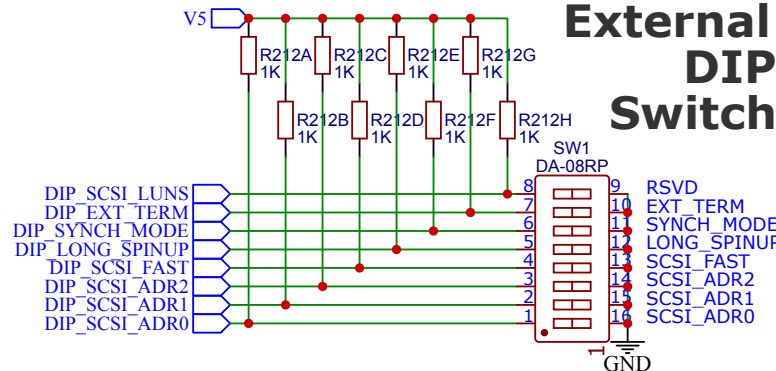 External
DIP
Switch
V5
R212A
1K
R212C
1K
R212E
1K
R212G
1K
R212B
1K
R212D
1K
R212F
1K
R212H
1K
SW1
DA-08RP
DIP_SCSI_LUNS 8 9 RSVD
DIP_EXT_TERM 7 10 EXT_TERM
DIP_SYNCH_MODE 6 11 SYNCH_MODE
DIP_LONG_SPINUP 5 12 LONG_SPINUP
DIP_SCSI_FAST 4 13 SCSI_FAST
DIP_SCSI_ADR2 3 14 SCSI_ADR2
DIP_SCSI_ADR1 2 15 SCSI_ADR1
DIP_SCSI_ADR0 1 16 SCSI_ADR0
1
GND